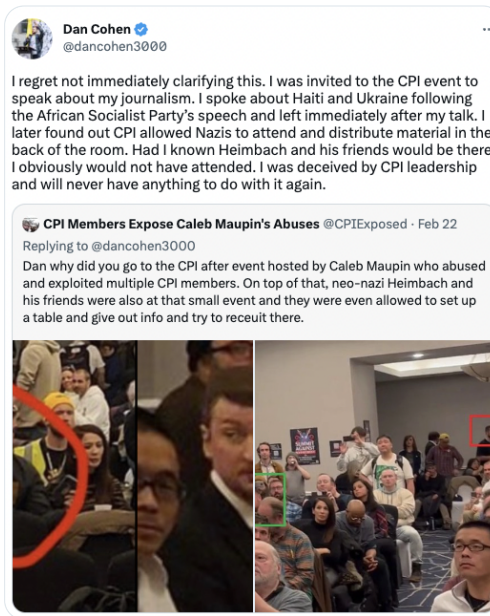 Dan Cohen
@dancohen3000
I regret not immediately clarifying this. I was invited to the CPI event to
speak about my journalism. I spoke about Haiti and Ukraine following
the African Socialist Party's speech and left immediately after my talk. I
later found out CPI allowed Nazis to attend and distribute material in the
back of the room. Had I known Heimbach and his friends would be there
I obviously would not have attended. I was deceived by CPI leadership
and will never have anything to do with it again.
CPI Members Expose Caleb Maupin's Abuses @CPIExposed · Feb 22
Replying to @dancohen3000
Dan why did you go to the CPI after event hosted by Caleb Maupin who abused
and exploited multiple CPI members. On top of that, neo-nazi Heimbach and
his friends were also at that small event and they were even allowed to set up
a table and give out info and try to receuit there.
SUMMIT
AGAINST